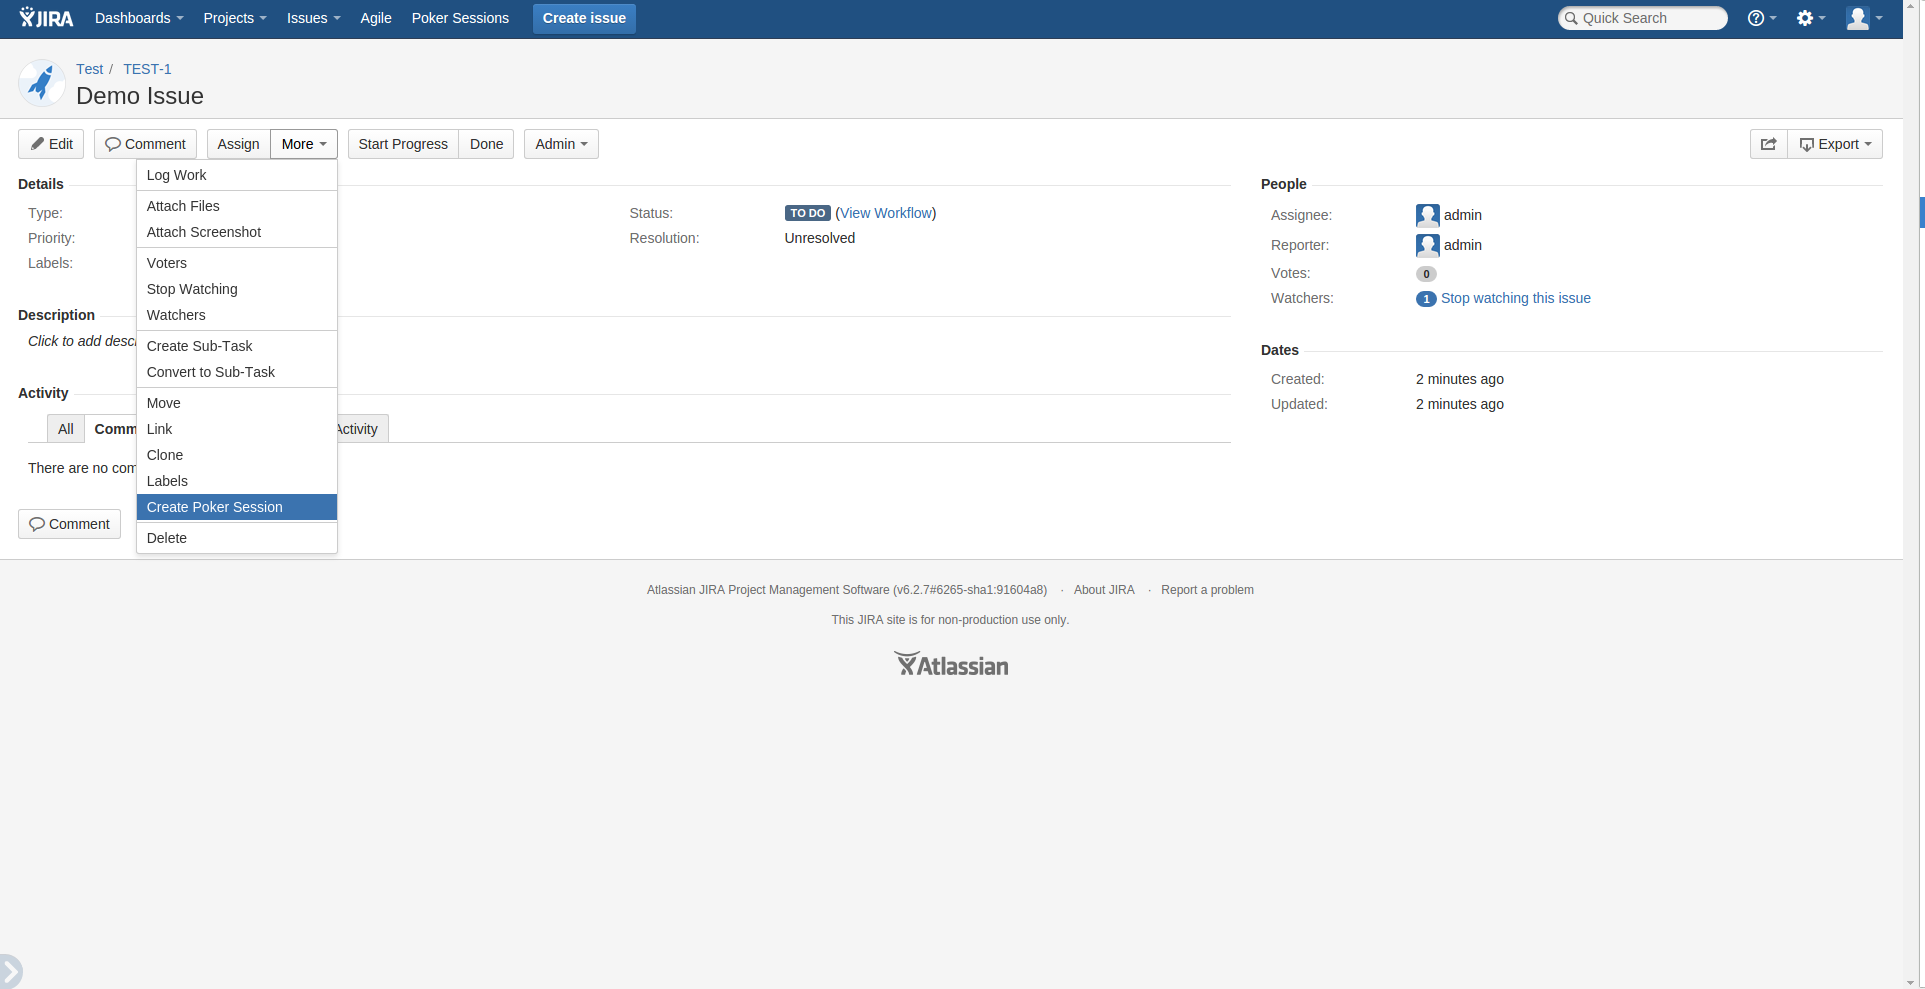 JIRA Dashboards Projects Issues Agile Poker Sessions Create issue Quick Search
Test / TEST-1
Demo Issue
Edit Comment Assign More Start Progress Done Admin Export
Log Work
Attach Files
Attach Screenshot
Voters
Stop Watching
Watchers
Create Sub-Task
Convert to Sub-Task
Move
Link
Clone
Labels
Create Poker Session
Delete
Details
Type:
Priority:
Labels:
Status: TO DO (View Workflow)
Resolution: Unresolved
Description
Click to add desc
Activity
All Comm Activity
There are no com
Comment
People
Assignee: admin
Reporter: admin
Votes: 0
Watchers: 1 Stop watching this issue
Dates
Created: 2 minutes ago
Updated: 2 minutes ago
Atlassian JIRA Project Management Software (v6.2.7#6265-sha1:91604a8) · About JIRA · Report a problem
This JIRA site is for non-production use only.
Atlassian